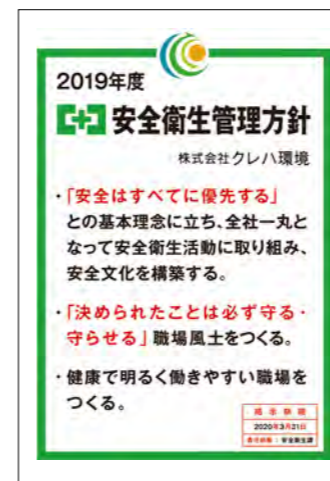 2019年度
安全衛生管理方針
株式会社クレハ環境
・「安全はすべてに優先する」
との基本理念に立ち、全社一丸と
なって安全衛生活動に取り組み、
安全文化を構築する。
・「決められたことは必ず守る・
守らせる」職場風土をつくる。
・健康で明るく働きやすい職場を
つくる。
掲示期限
2020年3月31日